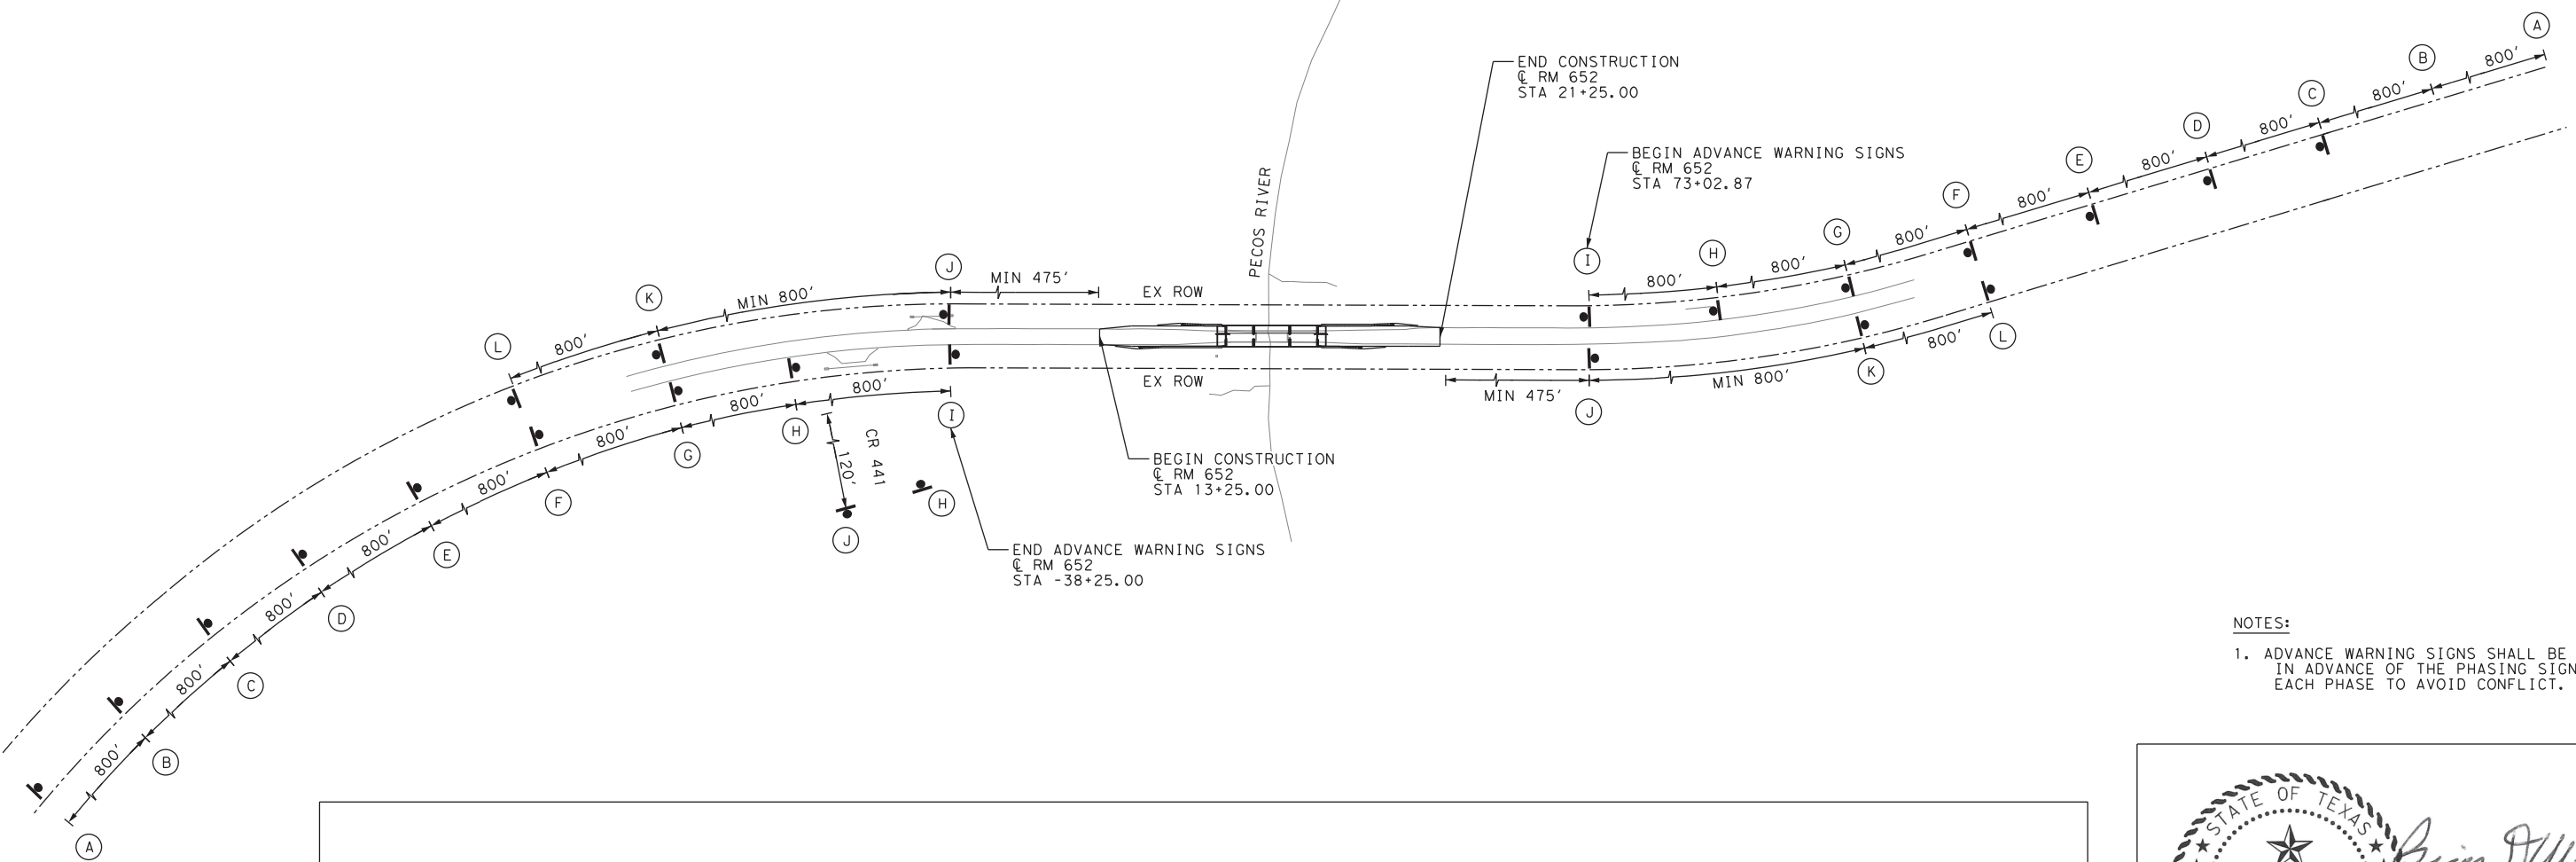 END CONSTRUCTION
℄ RM 652
STA 21+25.00
BEGIN ADVANCE WARNING SIGNS
℄ RM 652
STA 73+02.87
A
800'
B
800'
C
800'
D
800'
E
800'
F
800'
G
800'
H
800'
I
L
800'
K
MIN 800'
J
MIN 475'
EX ROW
PECOS RIVER
EX ROW
MIN 475'
J
MIN 800'
K
800'
L
BEGIN CONSTRUCTION
℄ RM 652
STA 13+25.00
END ADVANCE WARNING SIGNS
℄ RM 652
STA -38+25.00
I
800'
H
800'
G
800'
F
800'
E
800'
D
800'
C
800'
B
800'
A
CR 441
120'
H
J
NOTES:
1. ADVANCE WARNING SIGNS SHALL BE
IN ADVANCE OF THE PHASING SIGN
EACH PHASE TO AVOID CONFLICT.
STATE OF TEXAS